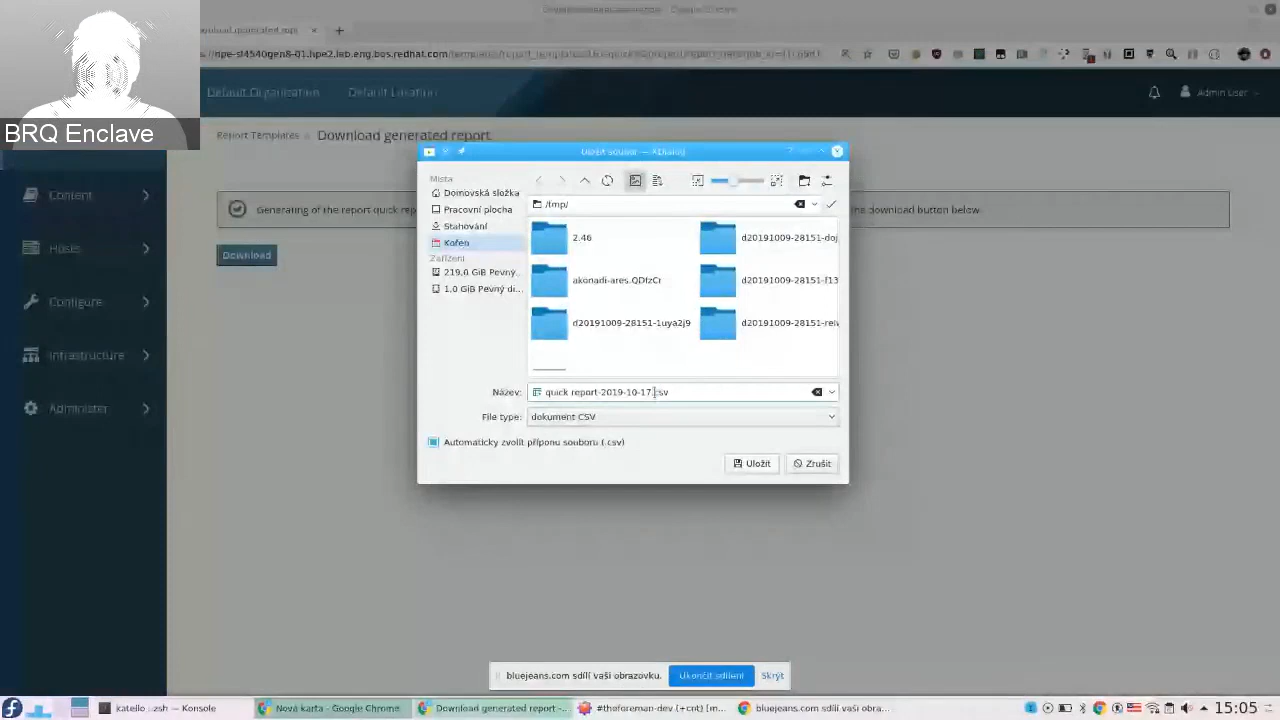 BRQ Enclave
Default Organization
Default Location
Admin User
Report Templates
Download generated report
Content
Hosts
Configure
Infrastructure
Administer
Generating of the report quick rep
the download button below.
Download
Uložit soubor — KDialog
Místa
Domovská složka
Pracovní plocha
Stahování
Kořen
Zařízení
219,0 GiB Pevný...
1,0 GiB Pevný di...
/tmp/
2.46
d20191009-28151-doj
akonadi-ares.QDfzCr
d20191009-28151-f13
d20191009-28151-1uya2j9
Název:
quick report-2019-10-17.csv
File type:
dokument CSV
Automaticky zvolit příponu souboru (.csv)
Uložit
Zrušit
bluejeans.com sdílí vaši obrazovku.
Ukončit sdílení
Skrýt
katello : zsh — Konsole
Nová karta - Google Chrome
Download generated report -...
#theforeman-dev (+cnt) [m...
bluejeans.com sdílí vaši obra...
15:05